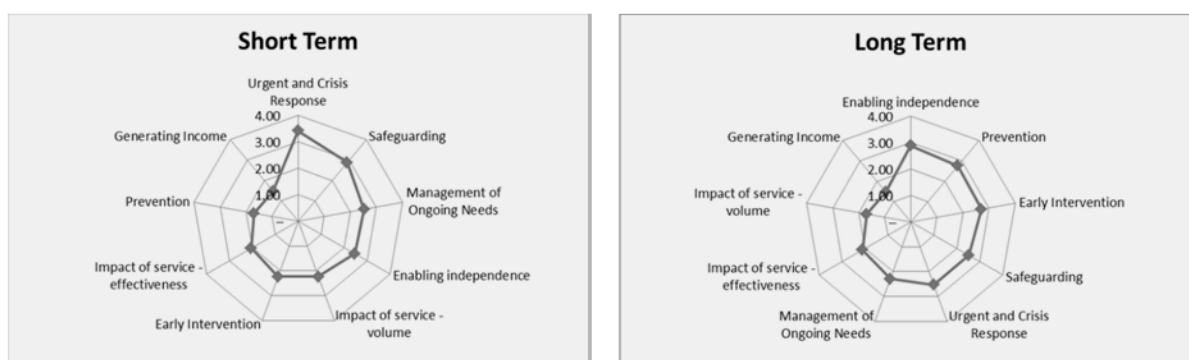 Short Term
Urgent and Crisis
Response
4.00
Generating Income
Safeguarding
3.00
2.00
Prevention
1.00
Management of
Ongoing Needs
–
Impact of service -
effectiveness
Enabling independence
Early Intervention
Impact of service -
volume
Long Term
Enabling independence
4.00
Generating Income
Prevention
3.00
2.00
Impact of service -
volume
1.00
Early Intervention
–
Impact of service -
effectiveness
Safeguarding
Management of
Ongoing Needs
Urgent and Crisis
Response